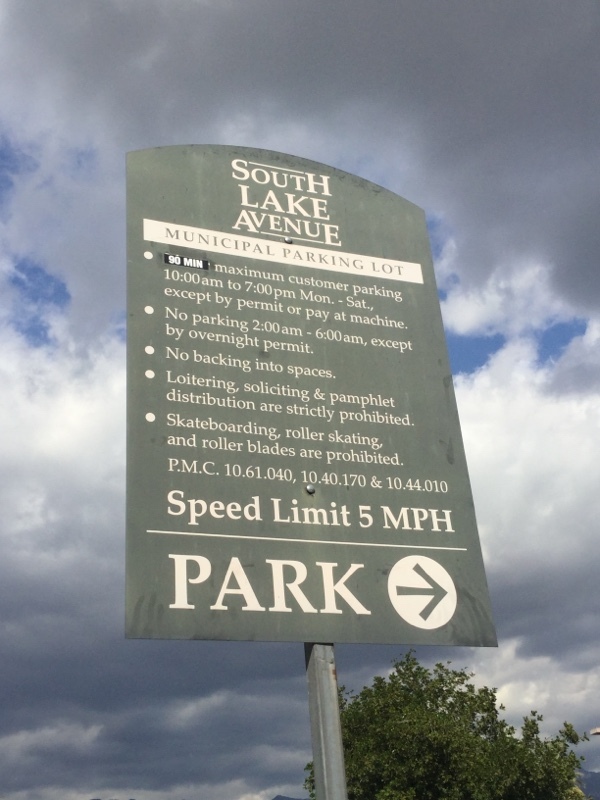 SOUTH
LAKE
AVENUE
MUNICIPAL PARKING LOT
• 90 MIN maximum customer parking
10:00am to 7:00pm Mon. - Sat.,
except by permit or pay at machine.
• No parking 2:00am - 6:00am, except
by overnight permit.
• No backing into spaces.
• Loitering, soliciting & pamphlet
distribution are strictly prohibited.
• Skateboarding, roller skating,
and roller blades are prohibited.
P.M.C. 10.61.040, 10.40.170 & 10.44.010
Speed Limit 5 MPH
PARK →